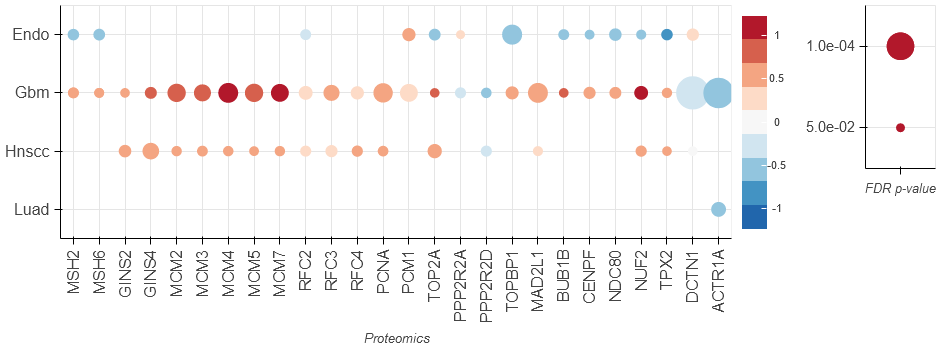 Endo
Gbm
Hnscc
Luad
MSH2
MSH6
GINS2
GINS4
MCM2
MCM3
MCM4
MCM5
MCM7
RFC2
RFC3
RFC4
PCNA
PCM1
TOP2A
PPP2R2A
PPP2R2D
TOPBP1
MAD2L1
BUB1B
CENPF
NDC80
NUF2
TPX2
DCTN1
ACTR1A
Proteomics
1
0.5
0
-0.5
-1
1.0e-04
5.0e-02
FDR p-value